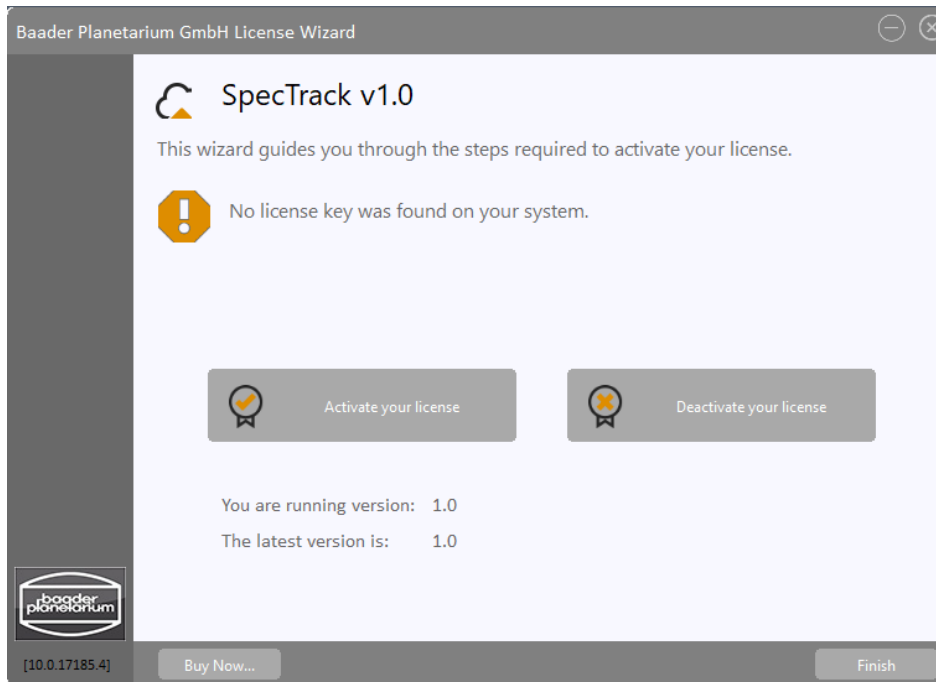 Baader Planetarium GmbH License Wizard
SpecTrack v1.0
This wizard guides you through the steps required to activate your license.
No license key was found on your system.
Activate your license
Deactivate your license
You are running version: 1.0
The latest version is: 1.0
baader
planetarium
[10.0.17185.4]
Buy Now...
Finish